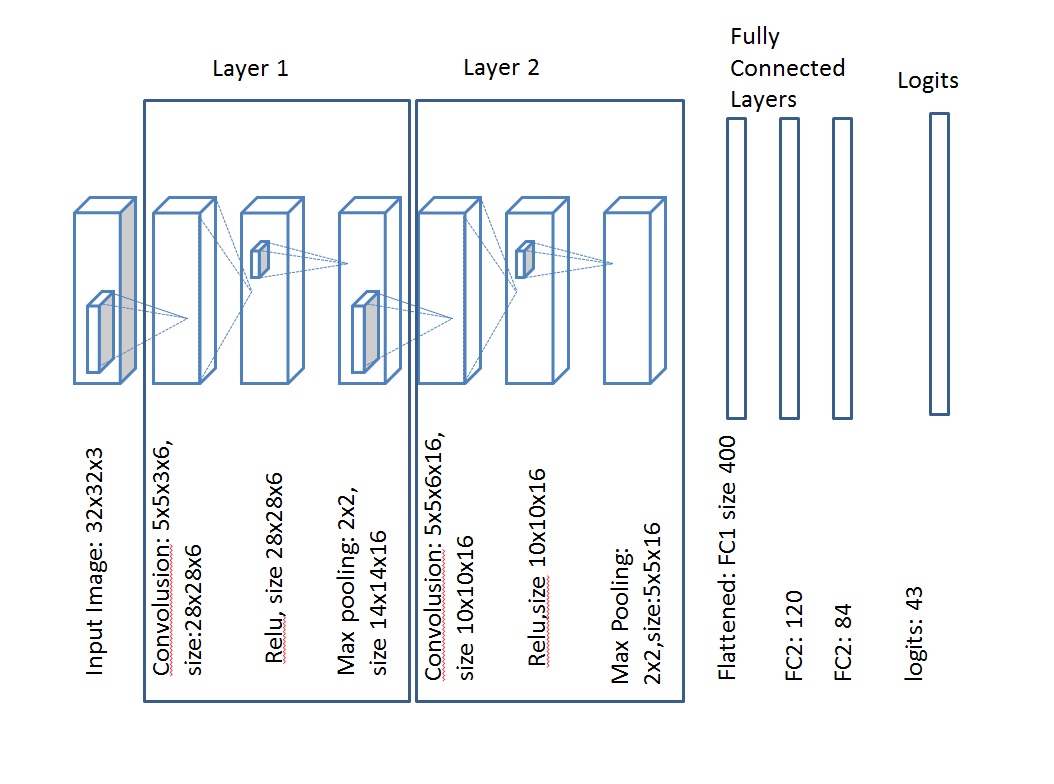 Layer 1
Layer 2
Fully
Connected
Layers
Logits
Input Image: 32x32x3
Convolusion: 5x5x3x6,
size:28x28x6
Relu, size 28x28x6
Max pooling: 2x2,
size 14x14x16
Convolusion: 5x5x6x16,
size 10x10x16
Relu,size 10x10x16
Max Pooling:
2x2,size:5x5x16
Flattened: FC1 size 400
FC2: 120
FC2: 84
logits: 43